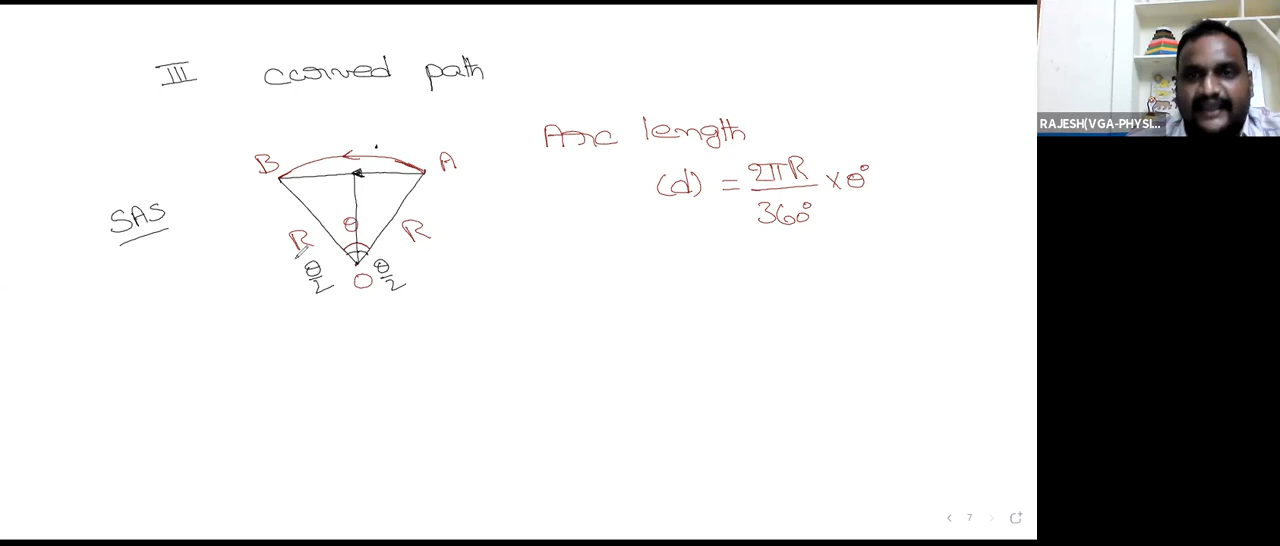 III curved path
Arc length
(d) = 2πR/360° × θ°
B
A
SAS
R
θ
R
θ/2
O
θ/2
RAJESH(VGA-PHYSI...
7